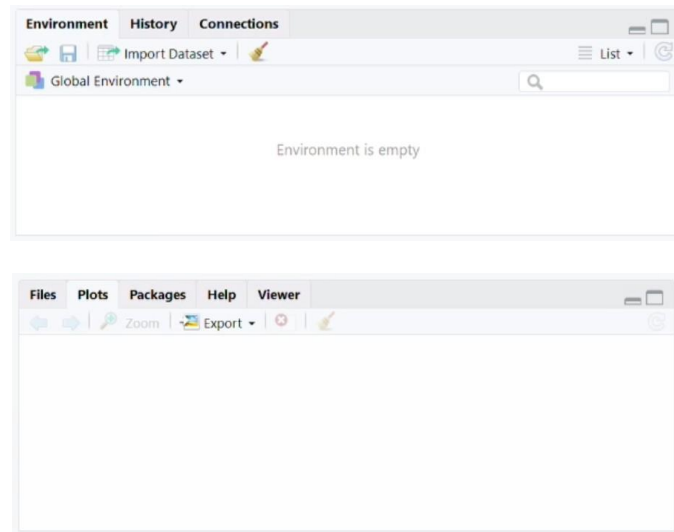 Environment History Connections
Import Dataset List
Global Environment
Environment is empty
Files Plots Packages Help Viewer
Zoom Export